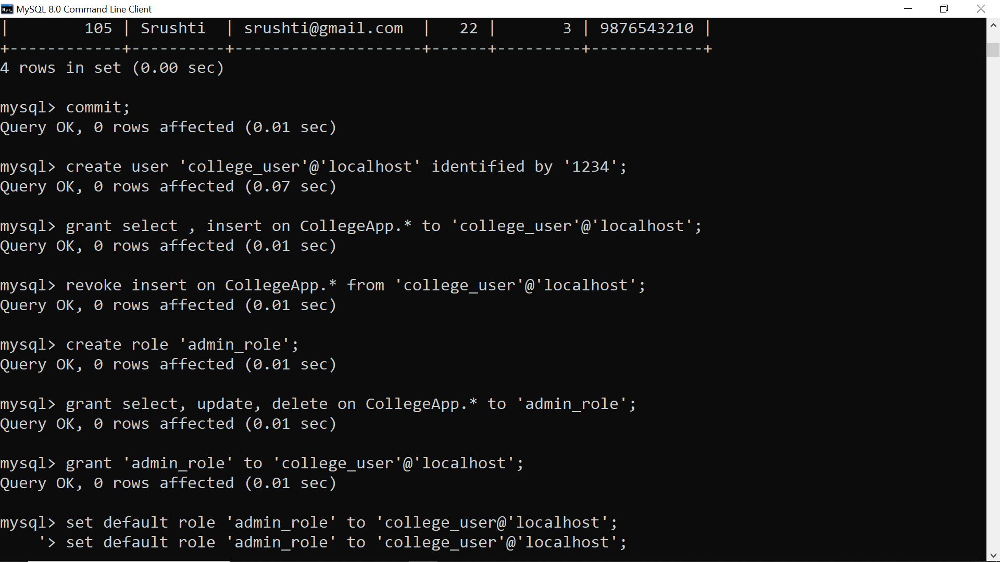 MySQL 8.0 Command Line Client
|        105 | Srushti  | srushti@gmail.com  |   22 |       3 | 9876543210 |
+------------+----------+--------------------+------+---------+------------+
4 rows in set (0.00 sec)
mysql> commit;
Query OK, 0 rows affected (0.01 sec)
mysql> create user 'college_user'@'localhost' identified by '1234';
Query OK, 0 rows affected (0.07 sec)
mysql> grant select , insert on CollegeApp.* to 'college_user'@'localhost';
Query OK, 0 rows affected (0.01 sec)
mysql> revoke insert on CollegeApp.* from 'college_user'@'localhost';
Query OK, 0 rows affected (0.01 sec)
mysql> create role 'admin_role';
Query OK, 0 rows affected (0.01 sec)
mysql> grant select, update, delete on CollegeApp.* to 'admin_role';
Query OK, 0 rows affected (0.01 sec)
mysql> grant 'admin_role' to 'college_user'@'localhost';
Query OK, 0 rows affected (0.01 sec)
mysql> set default role 'admin_role' to 'college_user@'localhost';
    '> set default role 'admin_role' to 'college_user'@'localhost';